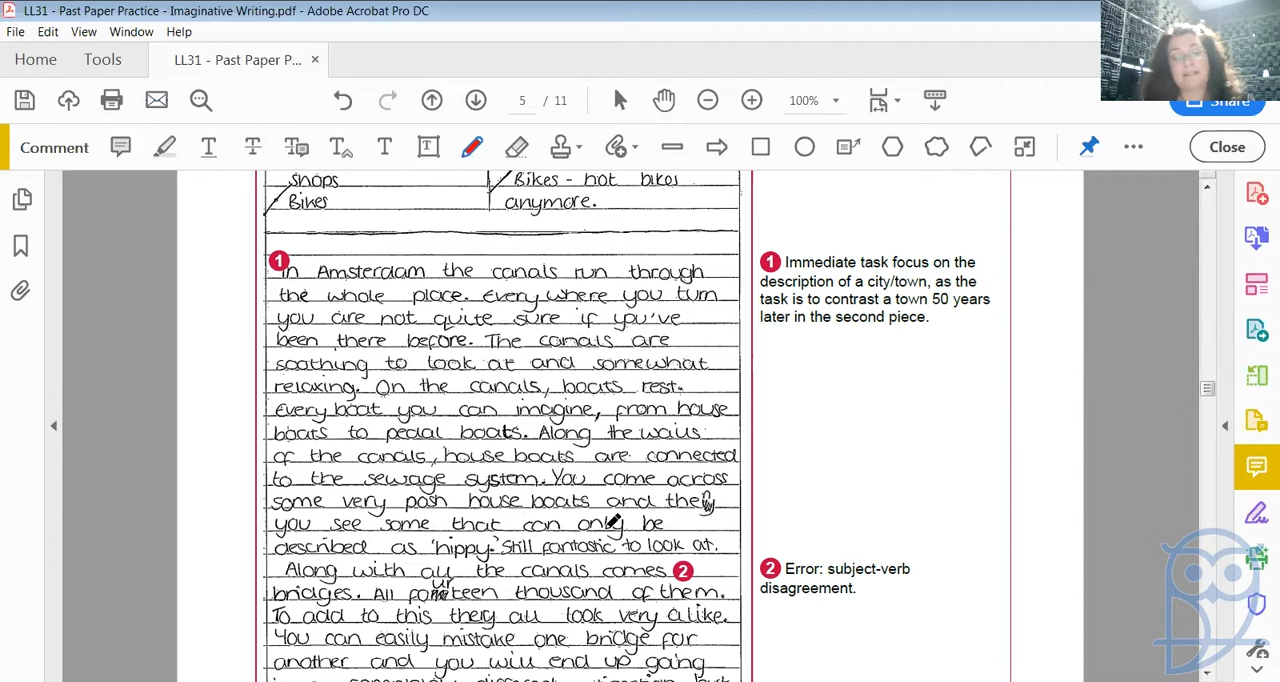 LL31 - Past Paper Practice - Imaginative Writing.pdf - Adobe Acrobat Pro DC
File Edit View Window Help
Home Tools LL31 - Past Paper P... ×
5 / 11 100% Share
Comment Close
Shops Bikes - not bikes
Bikes anymore.
1
In Amsterdam the canals run through
the whole place. Every where you turn
you are not quite sure if you've
been there before. The canals are
soothing to look at and somewhat
relaxing. On the canals, boats rest.
Every boat you can imagine, from house
boats to pedal boats. Along the walls
of the canals, house boats are connected
to the sewage system. You come across
some very posh house boats and then
you see some that can only be
described as 'hippy'. Still fantastic to look at.
Along with all the canals comes 2
bridges. All fourteen thousand of them.
To add to this they all look very alike.
You can easily mistake one bridge for
another and you will end up going
1 Immediate task focus on the
description of a city/town, as the
task is to contrast a town 50 years
later in the second piece.
2 Error: subject-verb
disagreement.